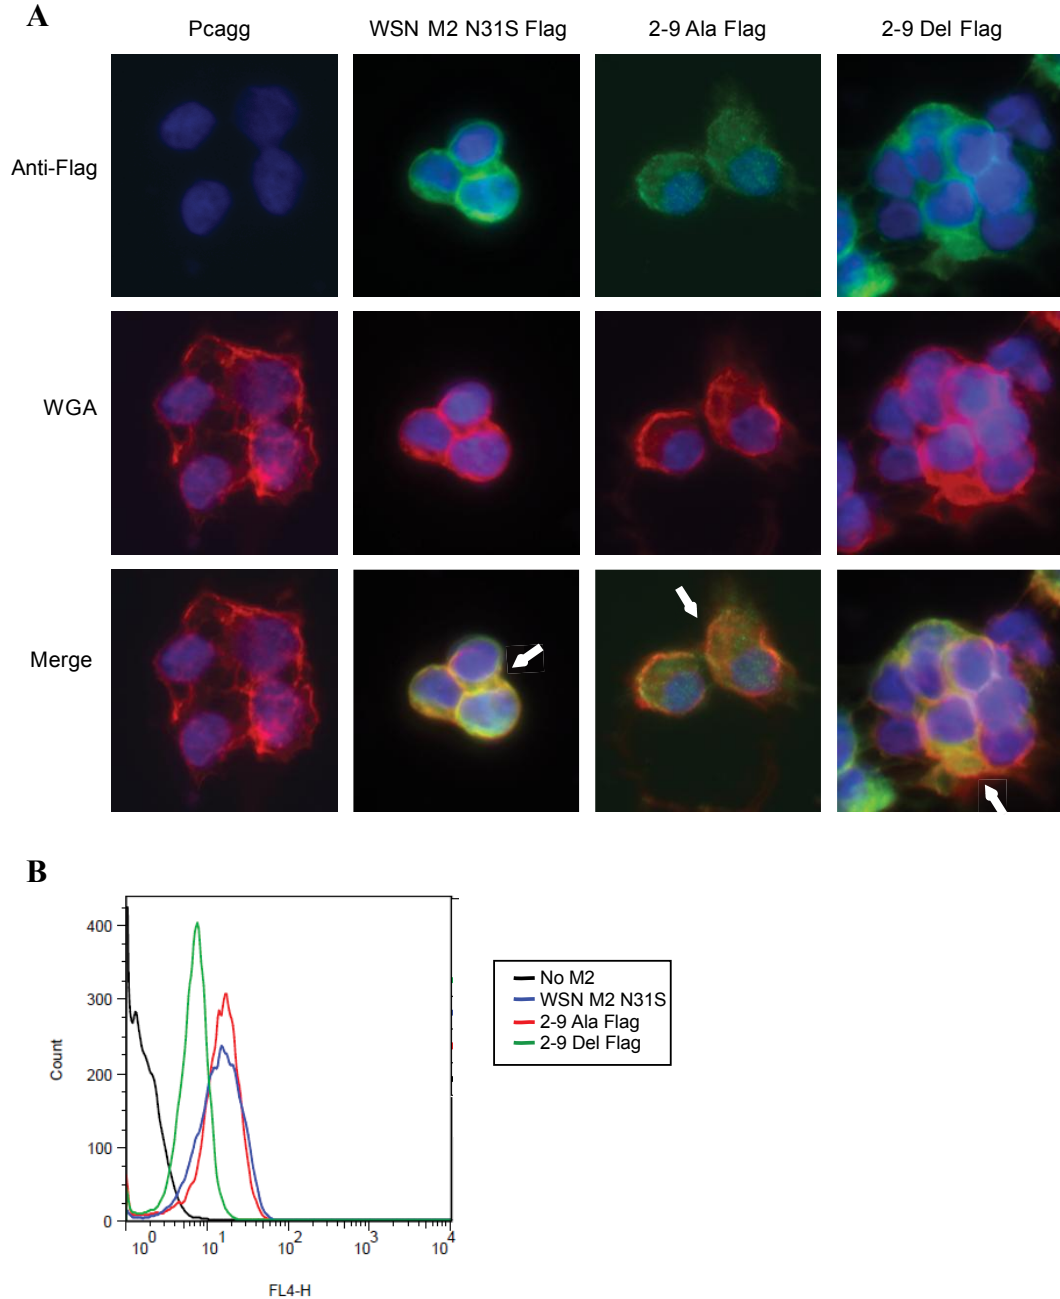 A
Pcagg WSN M2 N31S Flag 2-9 Ala Flag 2-9 Del Flag
Anti-Flag
WGA
Merge
B
400
300
200
100
0
Count
10^0 10^1 10^2 10^3 10^4
FL4-H
No M2
WSN M2 N31S
2-9 Ala Flag
2-9 Del Flag